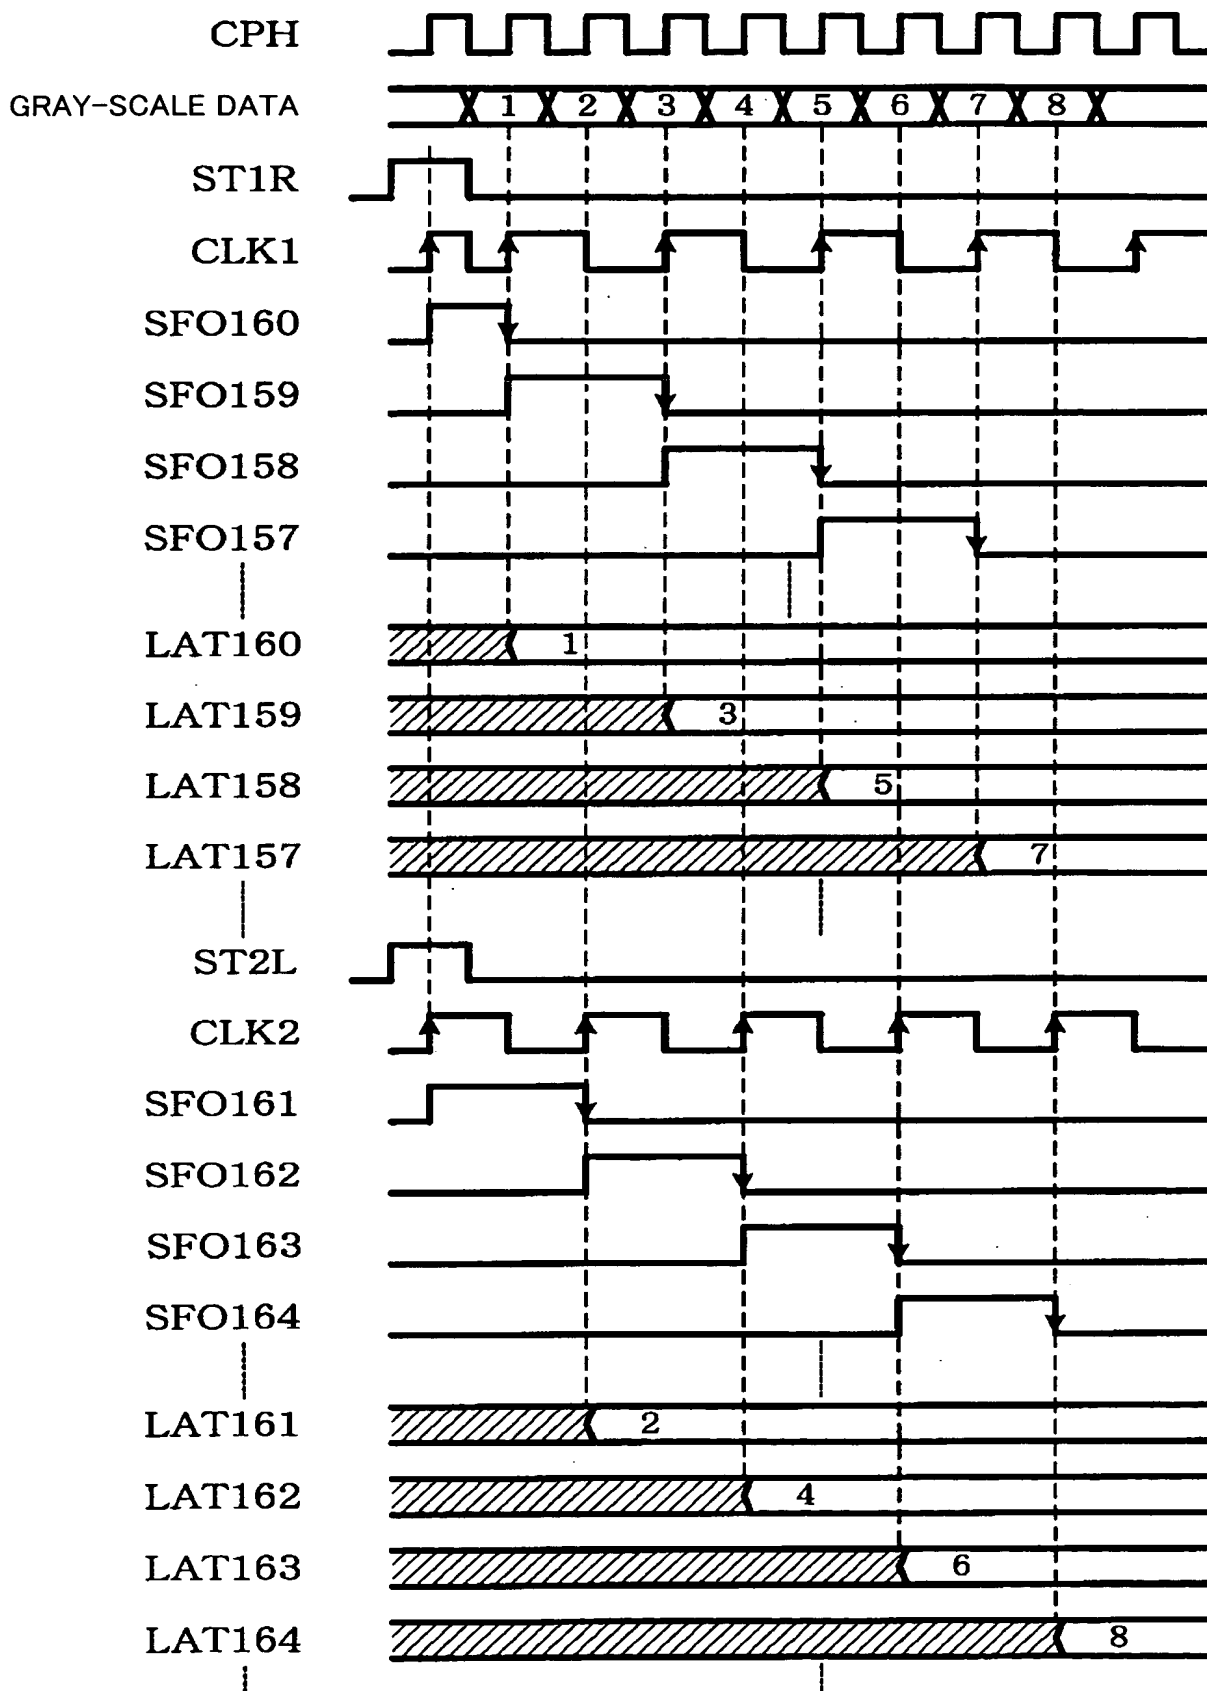 CPH
GRAY-SCALE DATA 1 2 3 4 5 6 7 8
ST1R
CLK1
SFO160
SFO159
SFO158
SFO157
LAT160 1
LAT159 3
LAT158 5
LAT157 7
ST2L
CLK2
SFO161
SFO162
SFO163
SFO164
LAT161 2
LAT162 4
LAT163 6
LAT164 8